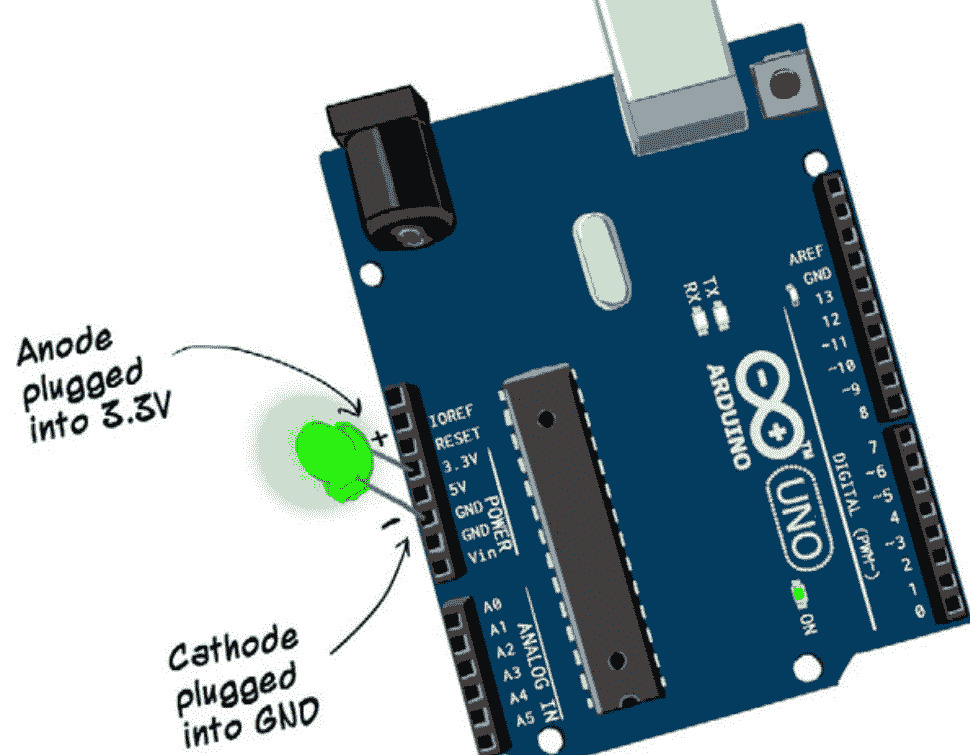 Anode
plugged
into 3.3V
+
-
Cathode
plugged
into GND
IOREF
RESET
3.3V
5V
GND
GND
Vin
POWER
A0
A1
A2
A3
A4
A5
ANALOG IN
RX
TX
ARDUINO
TM
UNO
ON
AREF
GND
13
12
~11
~10
~9
8
7
~6
~5
4
~3
2
1
0
DIGITAL (PWM~)